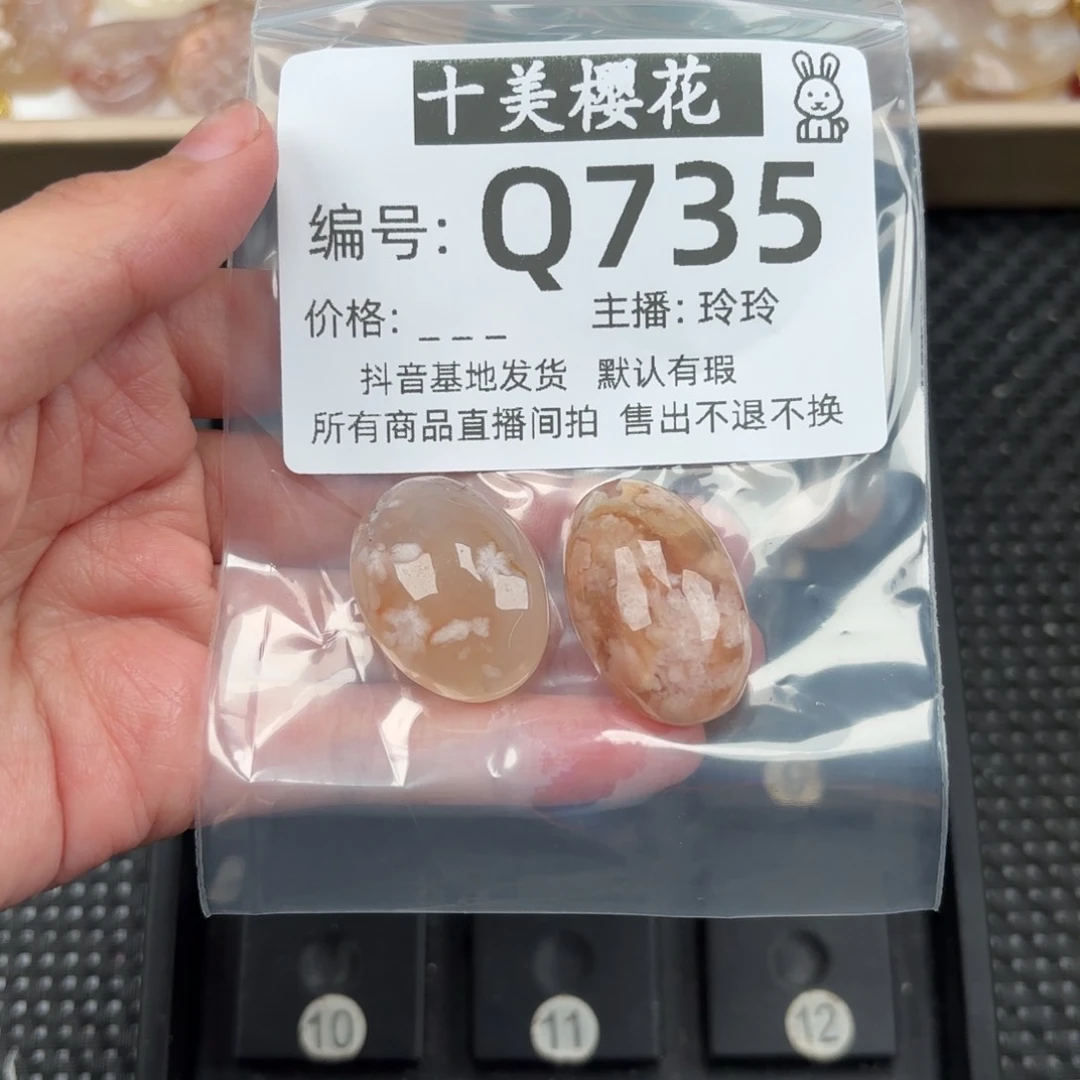 十美樱花
编号: Q735
价格: _ _ _ 主播: 玲玲
抖音基地发货 默认有瑕
所有商品直播间拍 售出不退不换
9
10 11 12